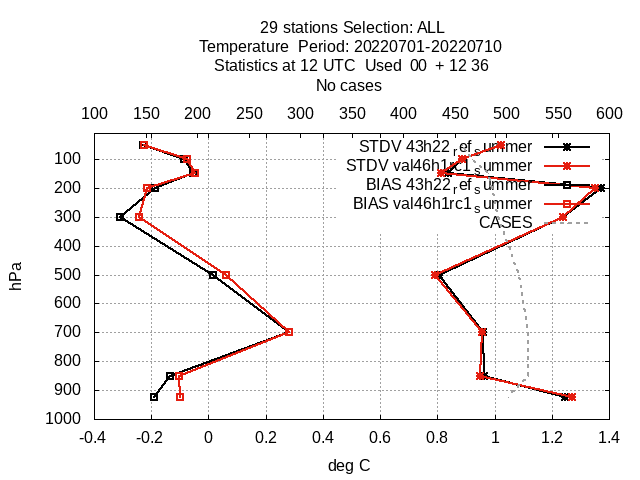 29 stations Selection: ALL
Temperature  Period: 20220701-20220710
Statistics at 12 UTC  Used  00  + 12 36
No cases
100 150 200 250 300 350 400 450 500 550 600
STDV 43h22_ref_summer
STDV val46h1rc1_summer
BIAS 43h22_ref_summer
BIAS val46h1rc1_summer
CASES
100
200
300
400
500
600
700
800
900
1000
hPa
-0.4 -0.2 0 0.2 0.4 0.6 0.8 1 1.2 1.4
deg C